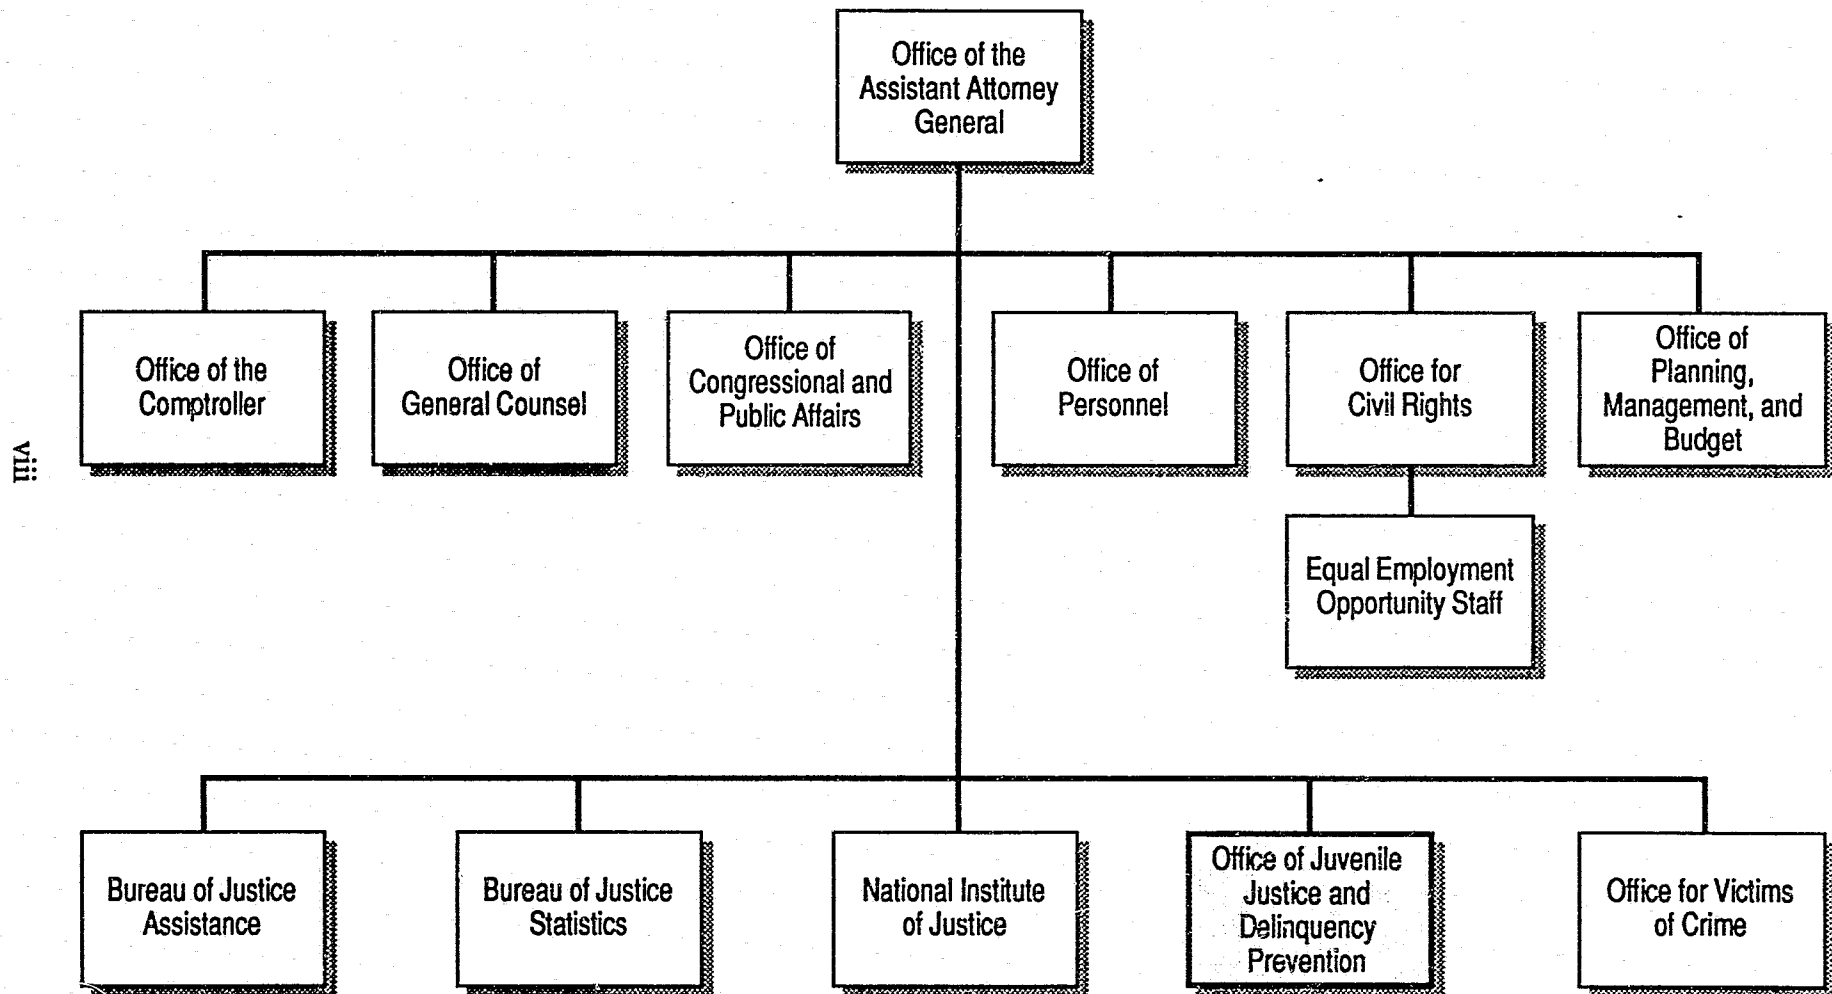 Office of the
Assistant Attorney
General
Office of the
Comptroller
Office of
General Counsel
Office of
Congressional and
Public Affairs
Office of
Personnel
Office for
Civil Rights
Office of
Planning,
Management, and
Budget
viii
Equal Employment
Opportunity Staff
Bureau of Justice
Assistance
Bureau of Justice
Statistics
National Institute
of Justice
Office of Juvenile
Justice and
Delinquency
Prevention
Office for Victims
of Crime